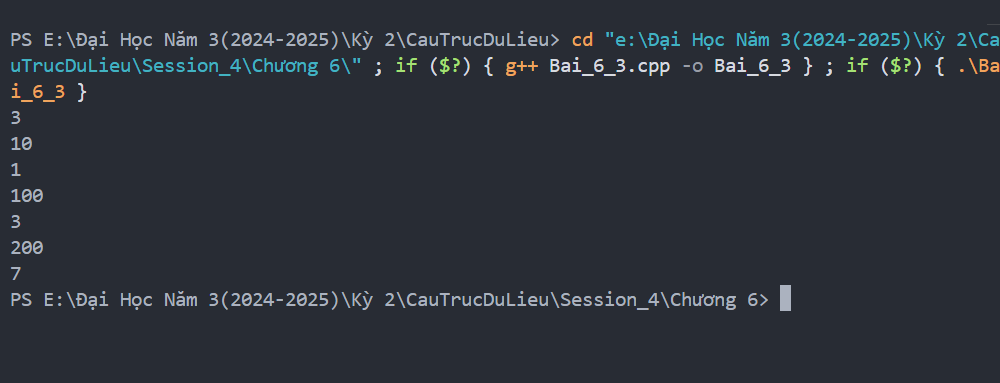 PS E:\Đại Học Năm 3(2024-2025)\Kỳ 2\CauTrucDuLieu> cd "e:\Đại Học Năm 3(2024-2025)\Kỳ 2\Ca
uTrucDuLieu\Session_4\Chương 6\" ; if ($?) { g++ Bai_6_3.cpp -o Bai_6_3 } ; if ($?) { .\Ba
i_6_3 }
3
10
1
100
3
200
7
PS E:\Đại Học Năm 3(2024-2025)\Kỳ 2\CauTrucDuLieu\Session_4\Chương 6>